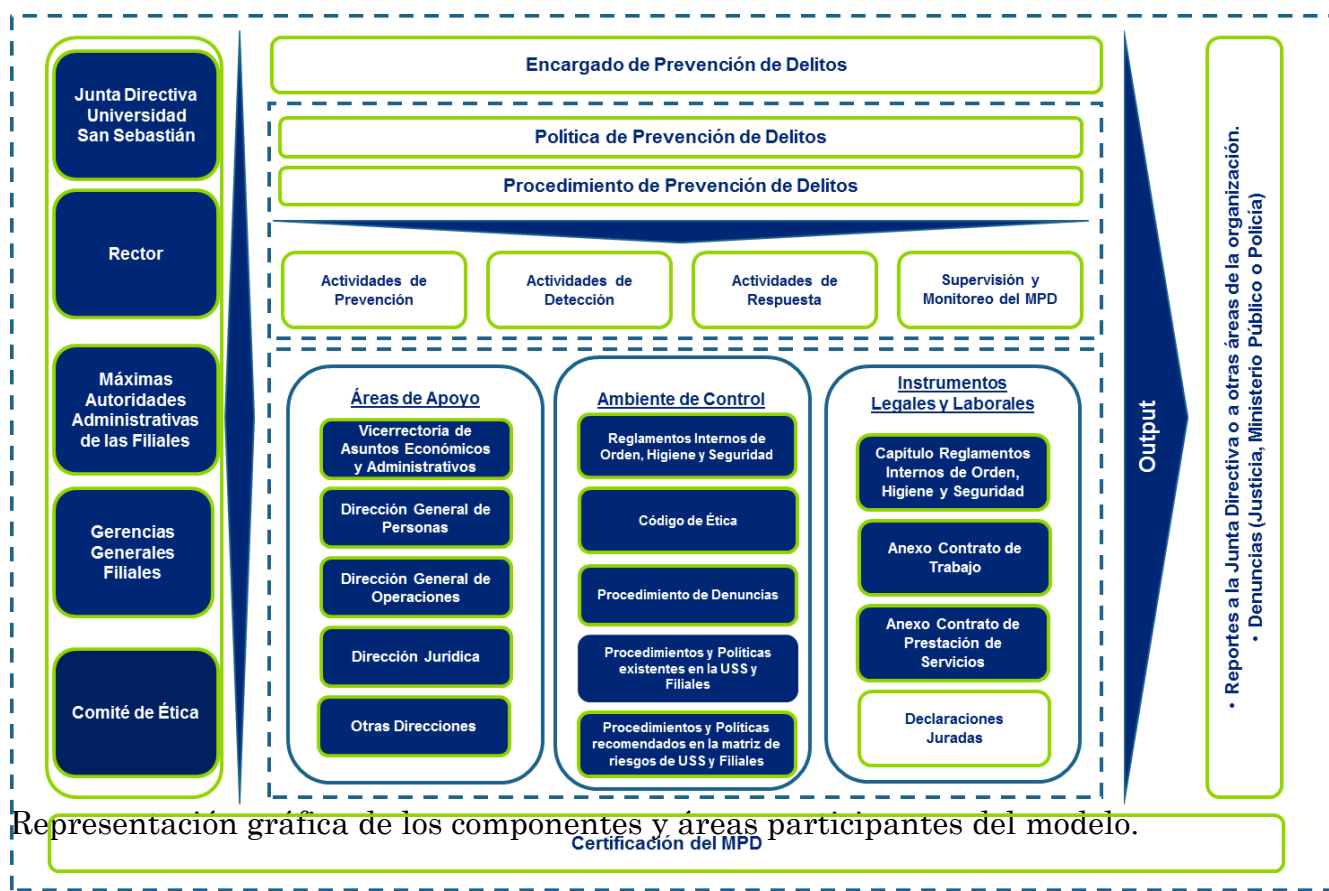 Junta Directiva
Universidad
San Sebastián
Rector
Máximas
Autoridades
Administrativas
de las Filiales
Gerencias
Generales
Filiales
Comité de Ética
Encargado de Prevención de Delitos
Política de Prevención de Delitos
Procedimiento de Prevención de Delitos
Actividades de
Prevención
Actividades de
Detección
Actividades de
Respuesta
Supervisión y
Monitoreo del MPD
Áreas de Apoyo
Vicerrectoría de
Asuntos Económicos
y Administrativos
Dirección General de
Personas
Dirección General de
Operaciones
Dirección Jurídica
Otras Direcciones
Ambiente de Control
Reglamentos Internos de
Orden, Higiene y Seguridad
Código de Ética
Procedimiento de Denuncias
Procedimientos y Políticas
existentes en la USS y
Filiales
Procedimientos y Políticas
recomendados en la matriz de
riesgos de USS y Filiales
Instrumentos
Legales y Laborales
Capítulo Reglamentos
Internos de Orden,
Higiene y Seguridad
Anexo Contrato de
Trabajo
Anexo Contrato de
Prestación de
Servicios
Declaraciones
Juradas
Output
• Reportes a la Junta Directiva o a otras áreas de la organización.
• Denuncias (Justicia, Ministerio Público o Policía)
Representación gráfica de los componentes y áreas participantes del modelo.
Certificación del MPD